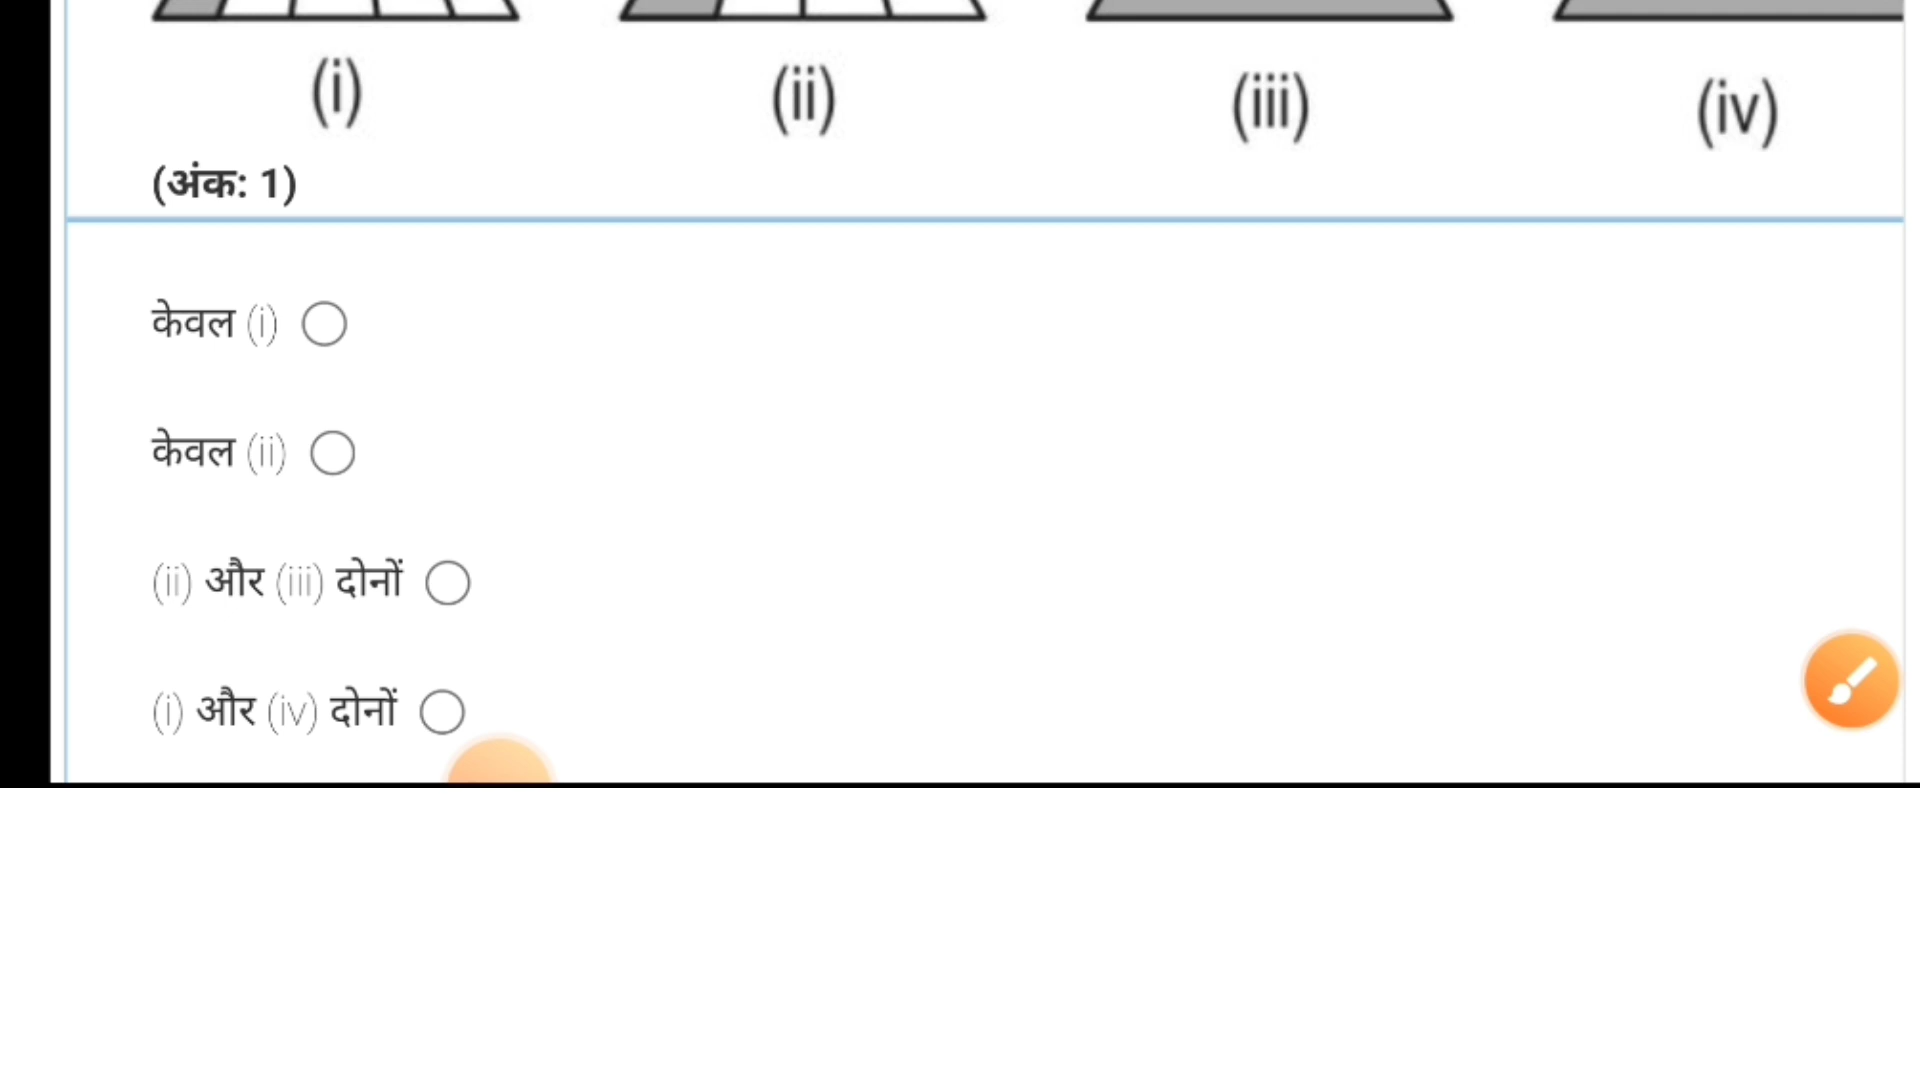 (i) (ii) (iii) (iv)
(अंक: 1)
केवल (i)
केवल (ii)
(ii) और (iii) दोनों
(i) और (iv) दोनों